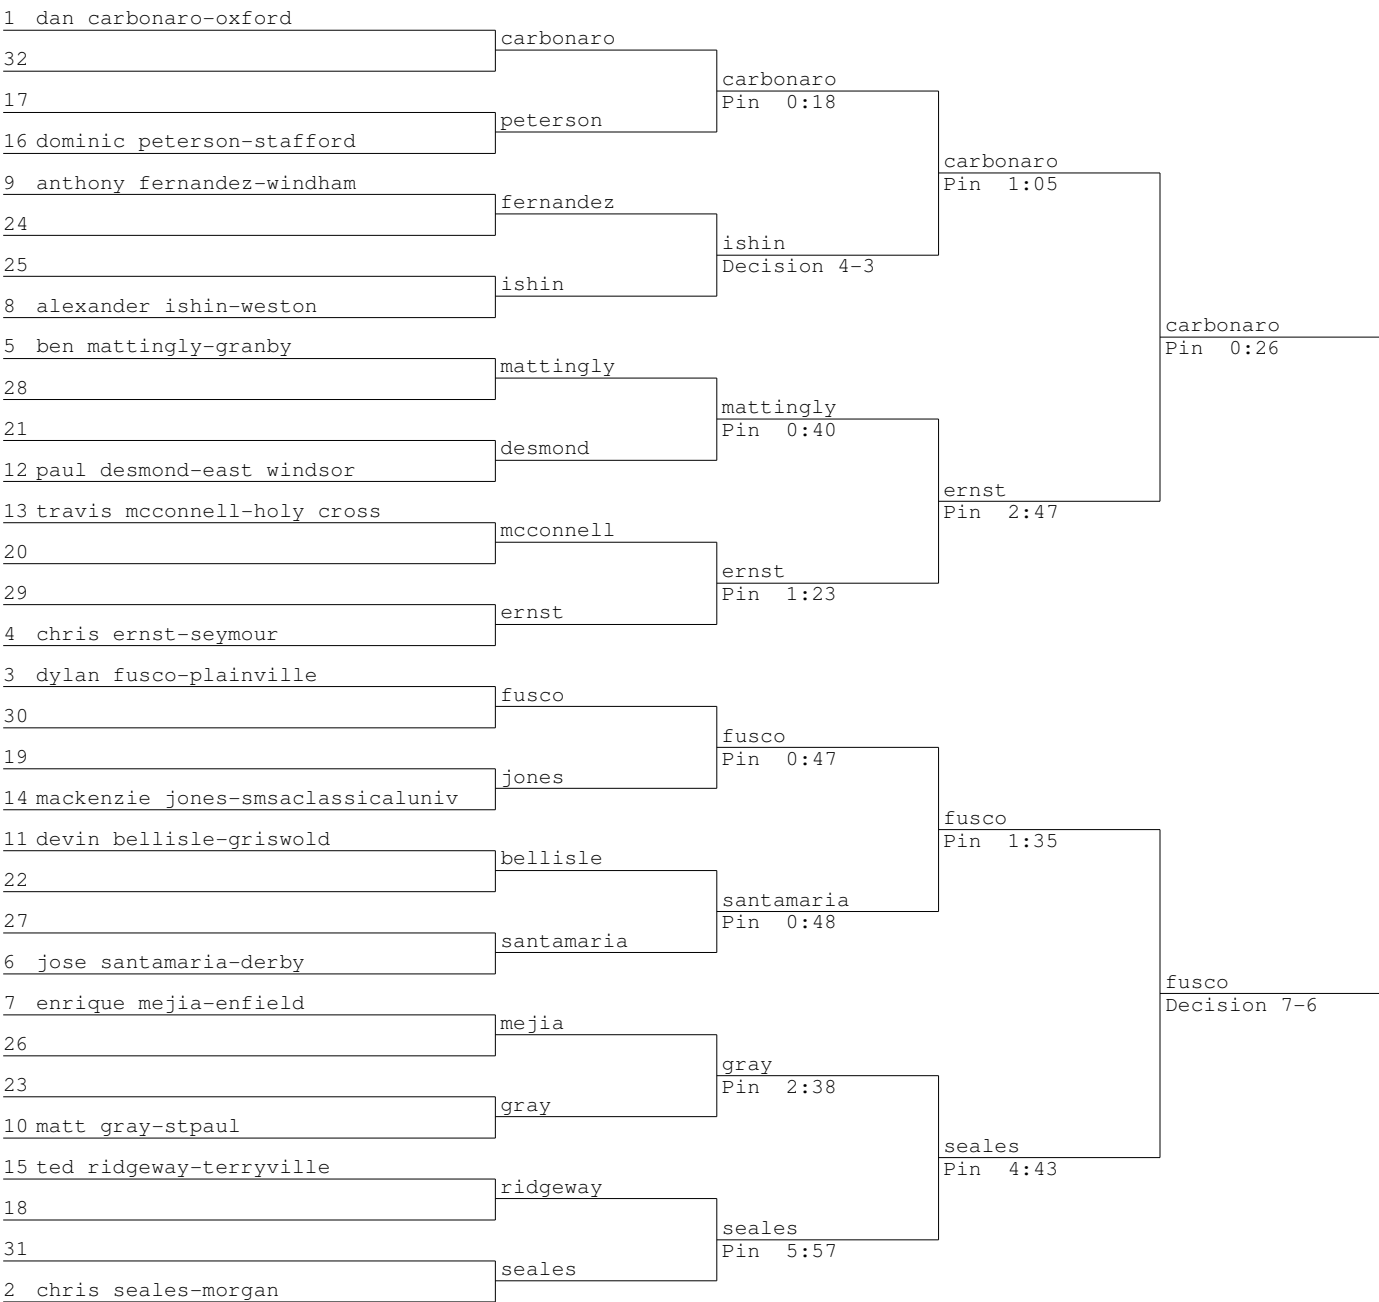 1 dan carbonaro-oxford
32
17
16 dominic peterson-stafford
9 anthony fernandez-windham
24
25
8 alexander ishin-weston
5 ben mattingly-granby
28
21
12 paul desmond-east windsor
13 travis mcconnell-holy cross
20
29
4 chris ernst-seymour
3 dylan fusco-plainville
30
19
14 mackenzie jones-smsaclassicaluniv
11 devin bellisle-griswold
22
27
6 jose santamaria-derby
7 enrique mejia-enfield
26
23
10 matt gray-stpaul
15 ted ridgeway-terryville
18
31
2 chris seales-morgan
carbonaro
peterson
fernandez
ishin
mattingly
desmond
mcconnell
ernst
fusco
jones
bellisle
santamaria
mejia
gray
ridgeway
seales
carbonaro
Pin 0:18
ishin
Decision 4-3
mattingly
Pin 0:40
ernst
Pin 1:23
fusco
Pin 0:47
santamaria
Pin 0:48
gray
Pin 2:38
seales
Pin 5:57
carbonaro
Pin 1:05
ernst
Pin 2:47
fusco
Pin 1:35
seales
Pin 4:43
carbonaro
Pin 0:26
fusco
Decision 7-6